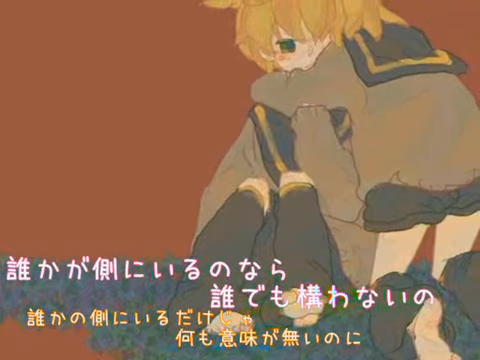 誰かが側にいるのなら
誰でも構わないの
誰かの側にいるだけじゃ
何も意味が無いのに